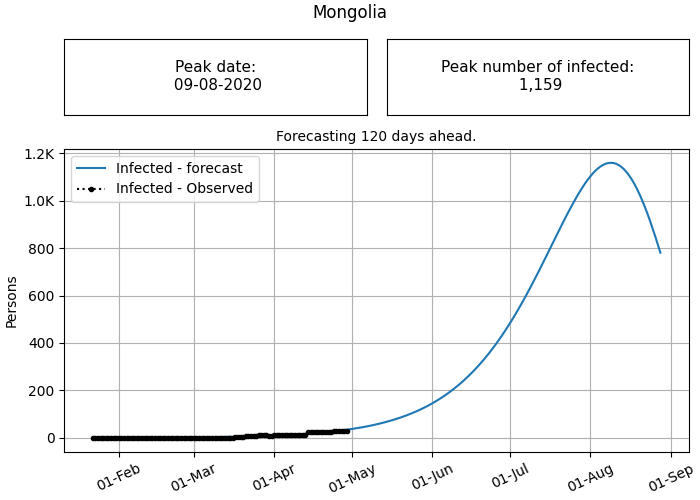 Mongolia
Peak date:
09-08-2020
Peak number of infected:
1,159
Forecasting 120 days ahead.
Infected - forecast
Infected - Observed
1.2K
1.0K
800
600
400
200
0
Persons
01-Feb
01-Mar
01-Apr
01-May
01-Jun
01-Jul
01-Aug
01-Sep